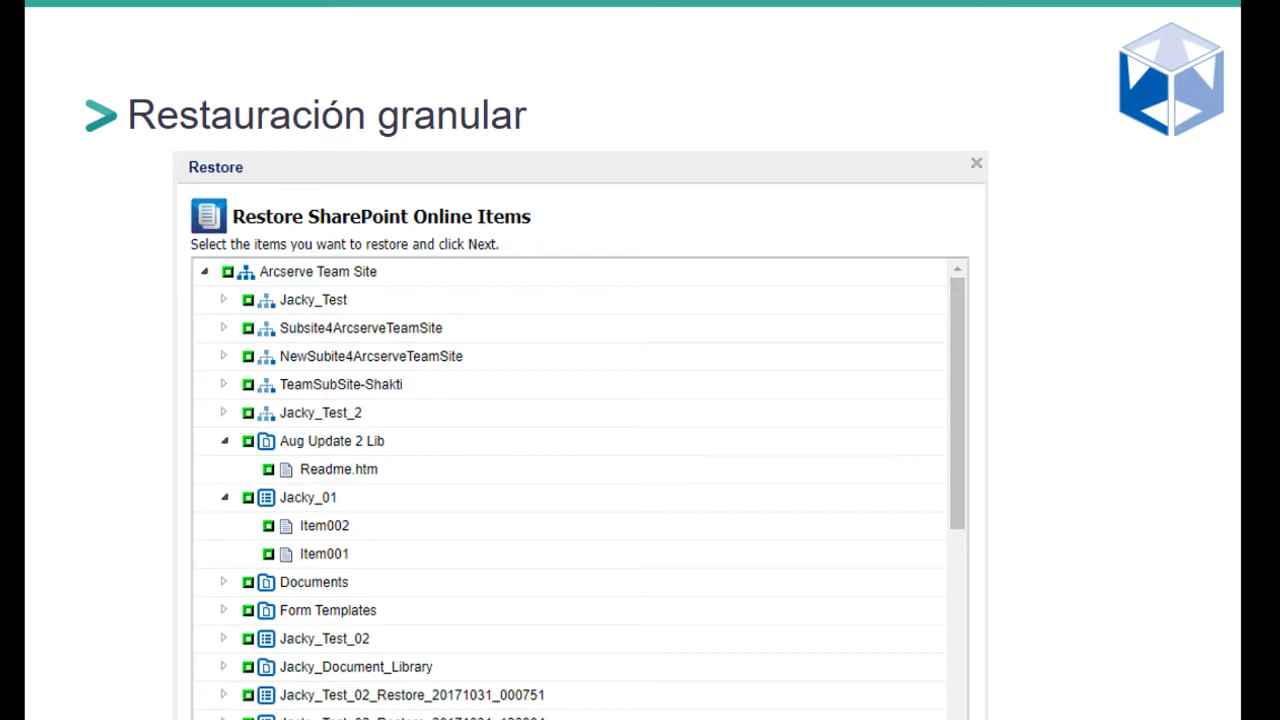 Restauración granular
Restore
Restore SharePoint Online Items
Select the items you want to restore and click Next.
Arcserve Team Site
Jacky_Test
Subsite4ArcserveTeamSite
NewSubite4ArcserveTeamSite
TeamSubSite-Shakti
Jacky_Test_2
Aug Update 2 Lib
Readme.htm
Jacky_01
Item002
Item001
Documents
Form Templates
Jacky_Test_02
Jacky_Document_Library
Jacky_Test_02_Restore_20171031_000751